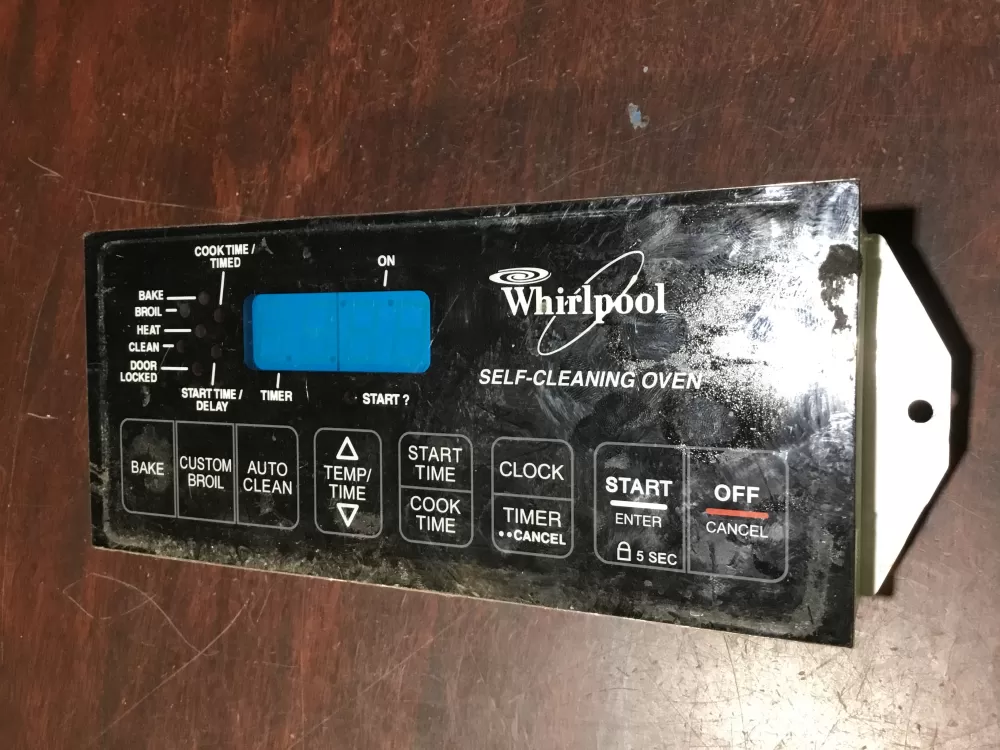 COOK TIME /
TIMED
ON
BAKE
BROIL
HEAT
CLEAN
DOOR
LOCKED
START TIME /
DELAY
TIMER
START ?
Whirlpool
SELF-CLEANING OVEN
BAKE
CUSTOM
BROIL
AUTO
CLEAN
TEMP/
TIME
START
TIME
COOK
TIME
CLOCK
TIMER
••CANCEL
START
ENTER
5 SEC
OFF
CANCEL